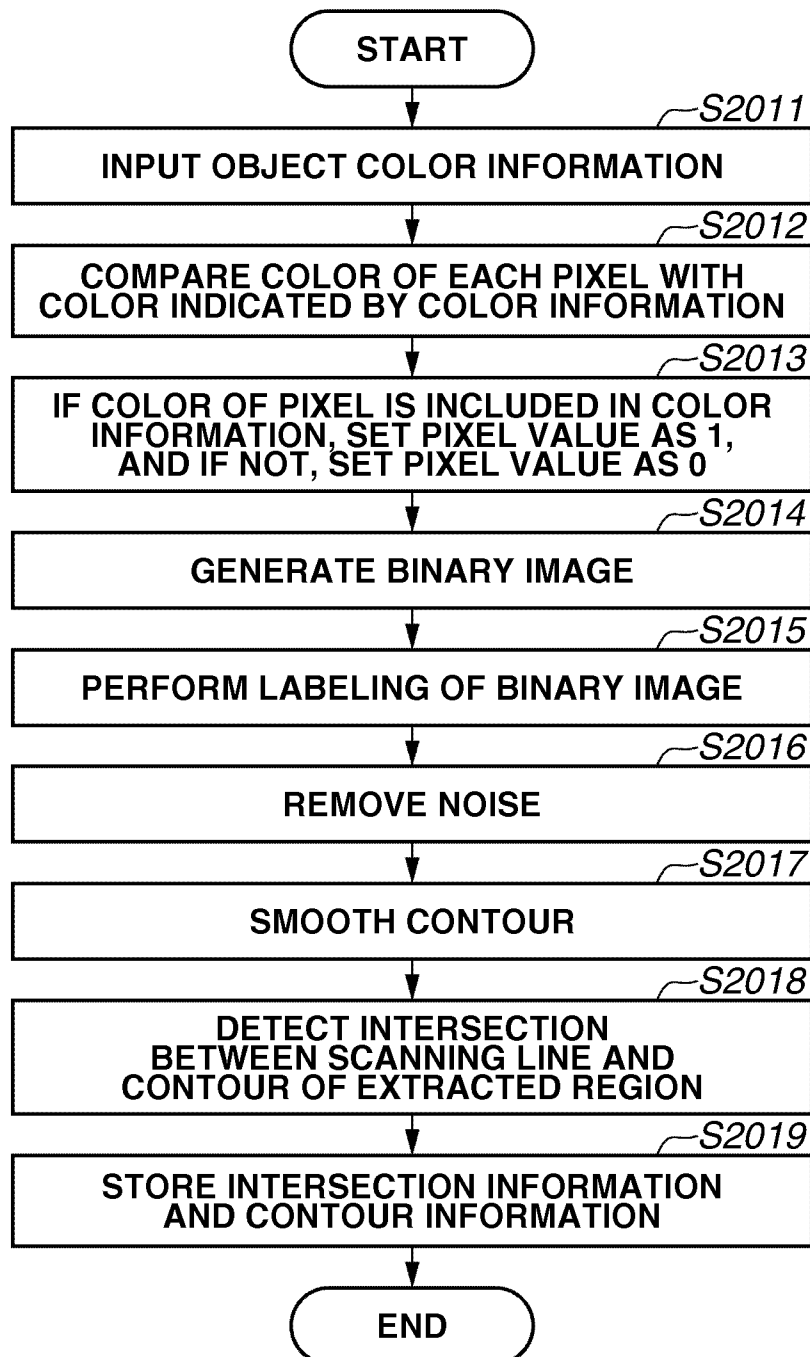 START
S2011
INPUT OBJECT COLOR INFORMATION
S2012
COMPARE COLOR OF EACH PIXEL WITH
COLOR INDICATED BY COLOR INFORMATION
S2013
IF COLOR OF PIXEL IS INCLUDED IN COLOR
INFORMATION, SET PIXEL VALUE AS 1,
AND IF NOT, SET PIXEL VALUE AS 0
S2014
GENERATE BINARY IMAGE
S2015
PERFORM LABELING OF BINARY IMAGE
S2016
REMOVE NOISE
S2017
SMOOTH CONTOUR
S2018
DETECT INTERSECTION
BETWEEN SCANNING LINE AND
CONTOUR OF EXTRACTED REGION
S2019
STORE INTERSECTION INFORMATION
AND CONTOUR INFORMATION
END